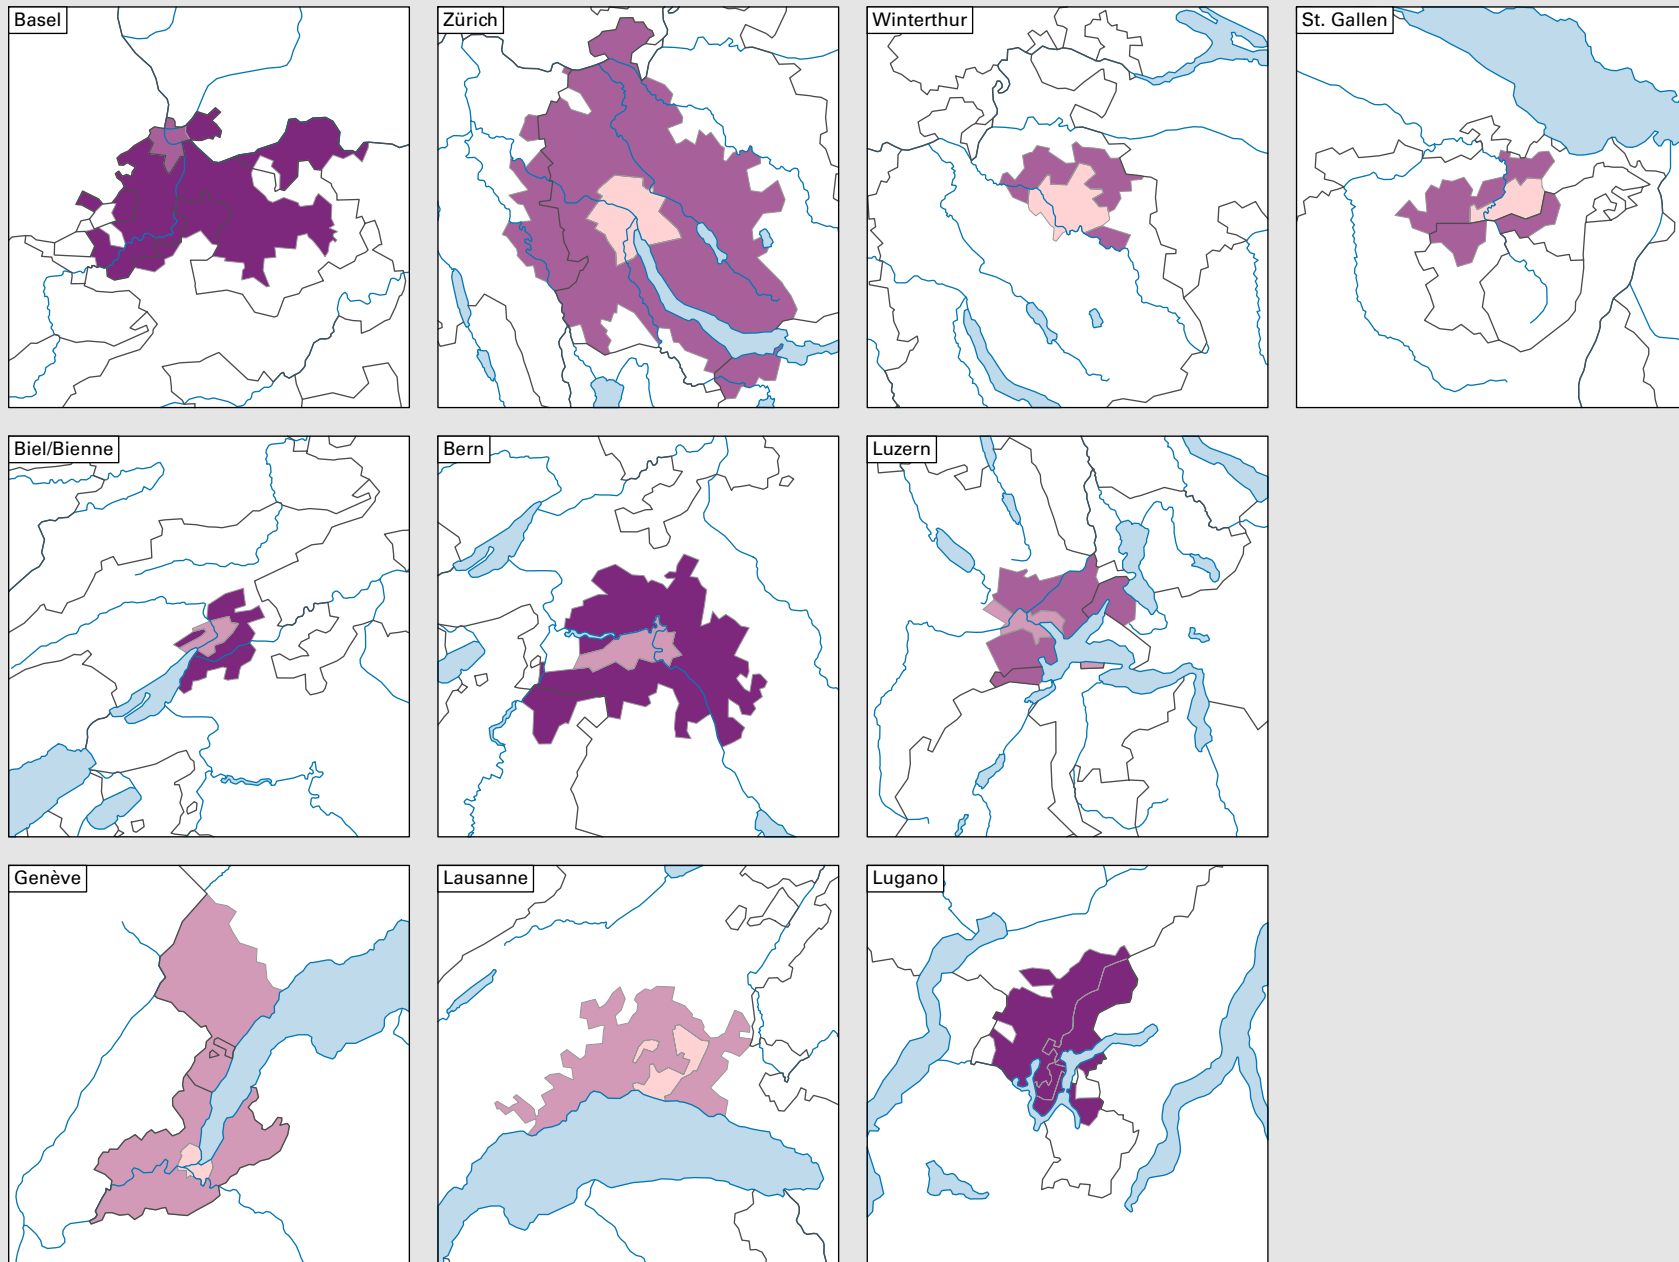 Basel
Zürich
Winterthur
St. Gallen
Biel/Bienne
Bern
Luzern
Genève
Lausanne
Lugano